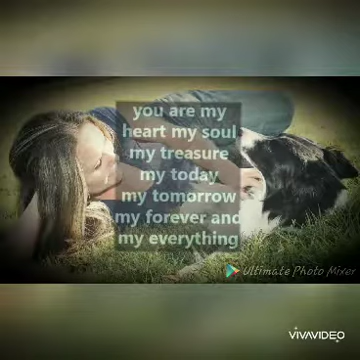 you are my
heart my soul
my treasure
my today
my tomorrow
my forever and
my everything
Ultimate Photo Mixer
VIVAVIDEO